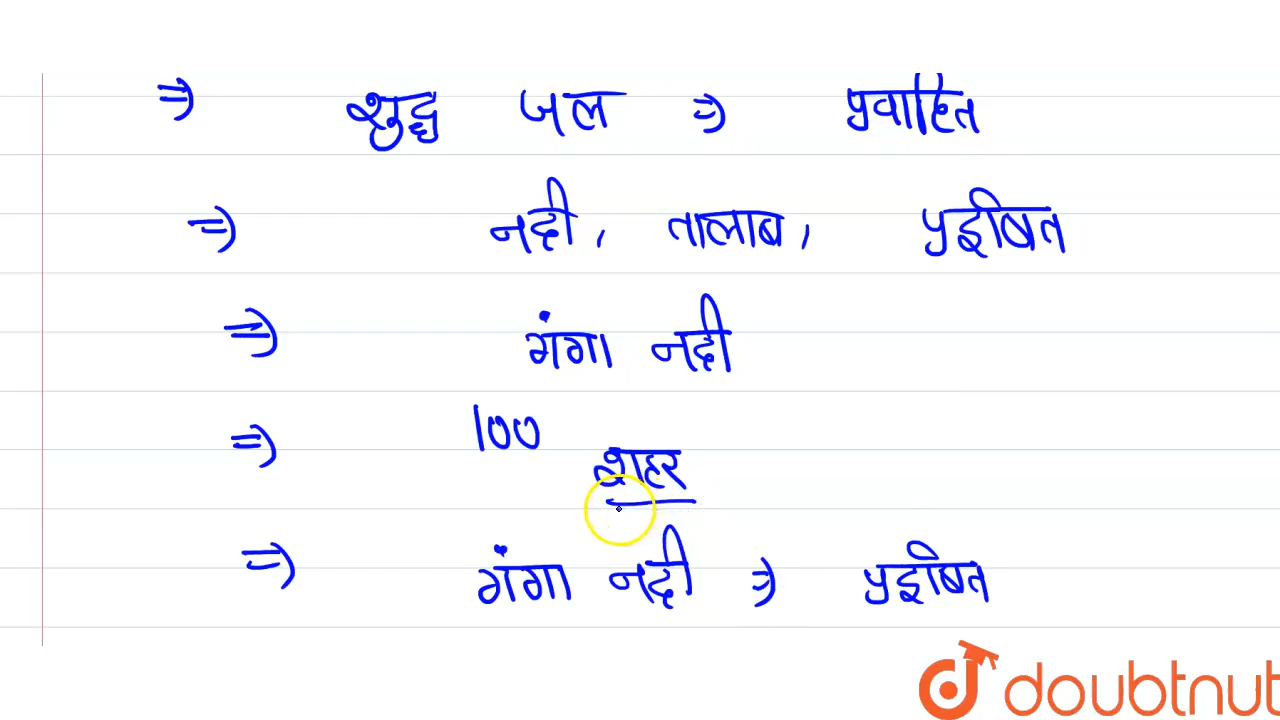 ⇒ शुद्ध जल ⇒ प्रवाहित
⇒ नदी, तालाब, प्रदूषित
⇒ गंगा नदी
⇒ 100 शहर
⇒ गंगा नदी ⇒ प्रदूषित
doubtnut